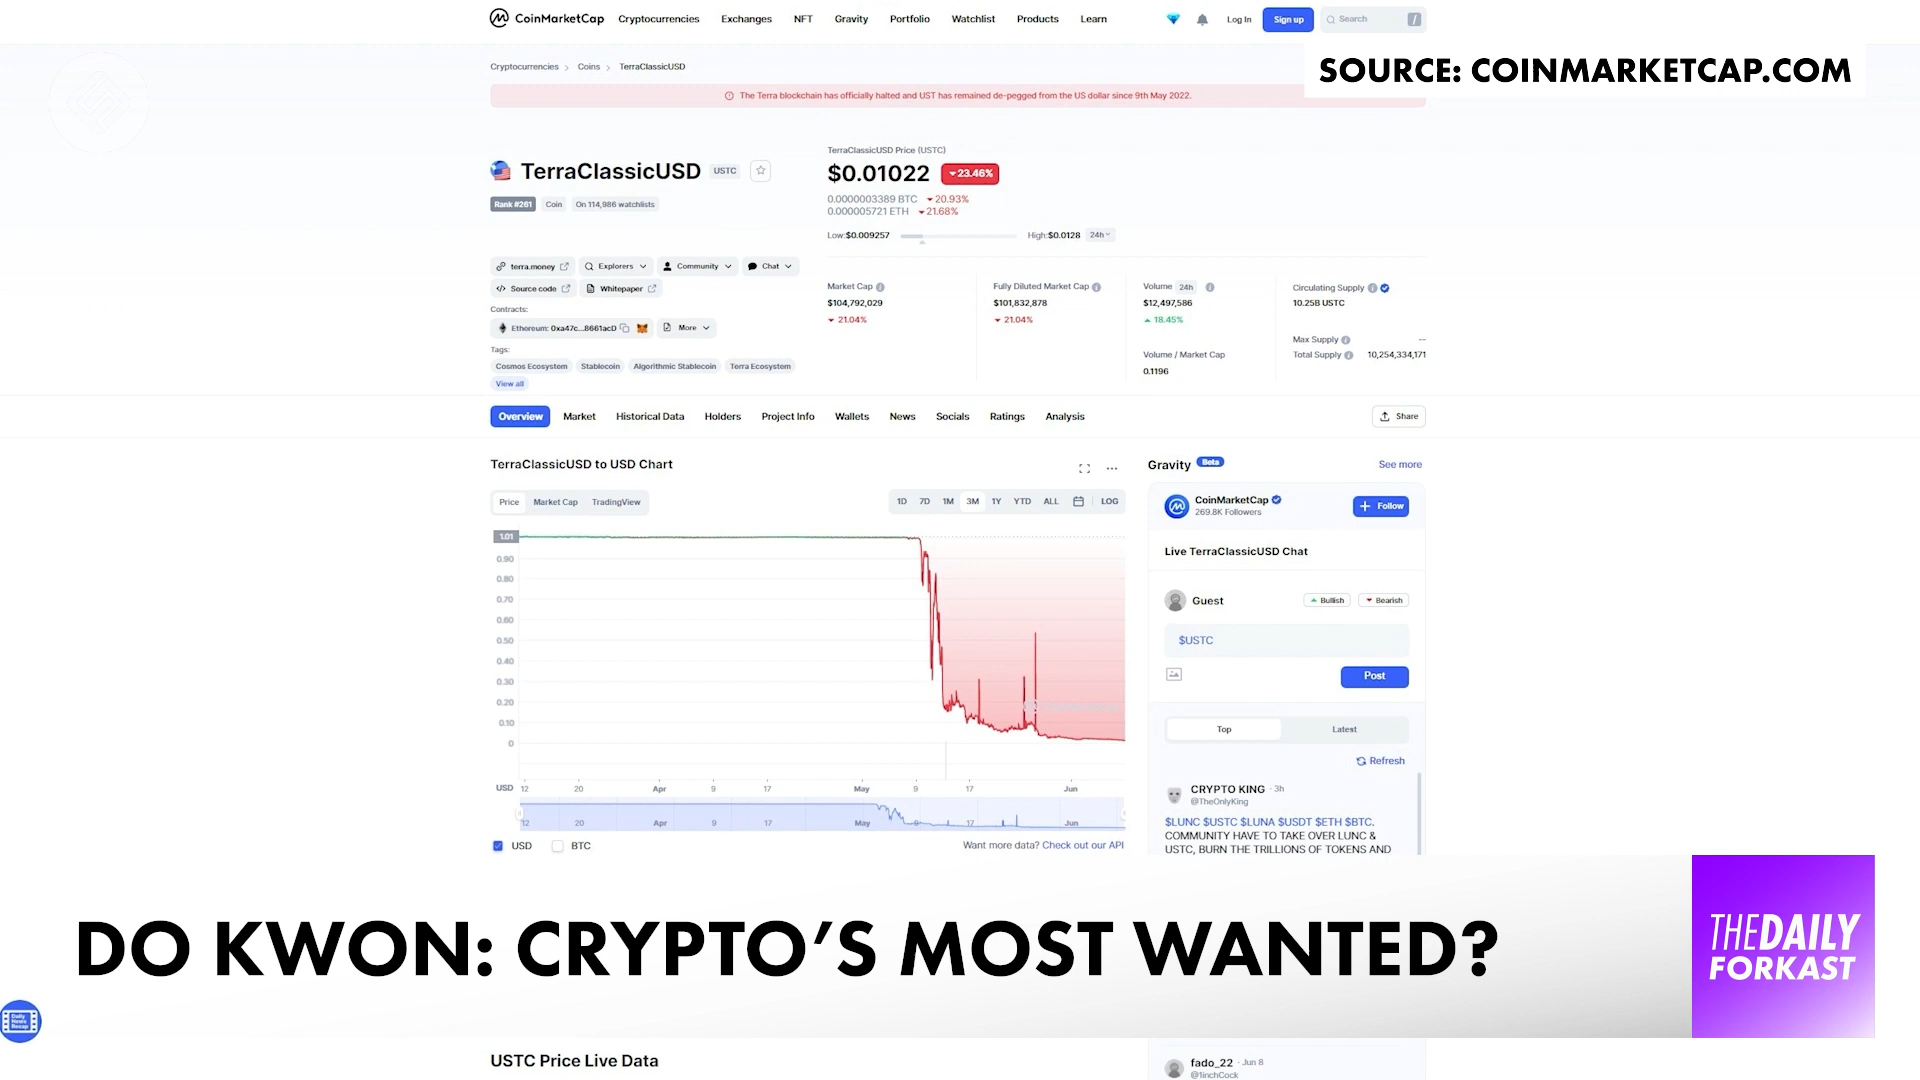 CoinMarketCap Cryptocurrencies Exchanges NFT Gravity Portfolio Watchlist Products Learn Log In Sign up Search /
SOURCE: COINMARKETCAP.COM
Cryptocurrencies > Coins > TerraClassicUSD
The Terra blockchain has officially halted and UST has remained de-pegged from the US dollar since 9th May 2022.
TerraClassicUSD USTC
Rank #261 Coin On 114,986 watchlists
terra.money Explorers Community Chat
Source code Whitepaper
Contracts:
Ethereum: 0xa47c...8661acD More
Tags:
Cosmos Ecosystem Stablecoin Algorithmic Stablecoin Terra Ecosystem
View all
TerraClassicUSD Price (USTC)
$0.01022 23.46%
0.0000003389 BTC 20.93%
0.000005721 ETH 21.68%
Low:$0.009257 High:$0.0128 24h
Market Cap
$104,792,029
21.04%
Fully Diluted Market Cap
$101,832,878
21.04%
Volume 24h
$12,497,586
18.45%
Volume / Market Cap
0.1196
Circulating Supply
10.25B USTC
Max Supply --
Total Supply 10,254,334,171
Overview Market Historical Data Holders Project Info Wallets News Socials Ratings Analysis Share
TerraClassicUSD to USD Chart
Price Market Cap TradingView 1D 7D 1M 3M 1Y YTD ALL LOG
1.01
0.90
0.80
0.70
0.60
0.50
0.40
0.30
0.20
0.10
0
USD 12 20 Apr 9 17 May 9 17 Jun
12 20 Apr 9 17 May 9 17 Jun
USD BTC Want more data? Check out our API
Gravity Beta See more
CoinMarketCap
269.8K Followers
+ Follow
Live TerraClassicUSD Chat
Guest Bullish Bearish
$USTC
Post
Top Latest
Refresh
CRYPTO KING · 3h
@TheOnlyKing
$LUNC $USTC $LUNA $USDT $ETH $BTC.
COMMUNITY HAVE TO TAKE OVER LUNC &
USTC, BURN THE TRILLIONS OF TOKENS AND
DO KWON: CRYPTO'S MOST WANTED?
THE DAILY
FORKAST
Daily
News
Recap
USTC Price Live Data
fado_22 · Jun 8
@1inchCock